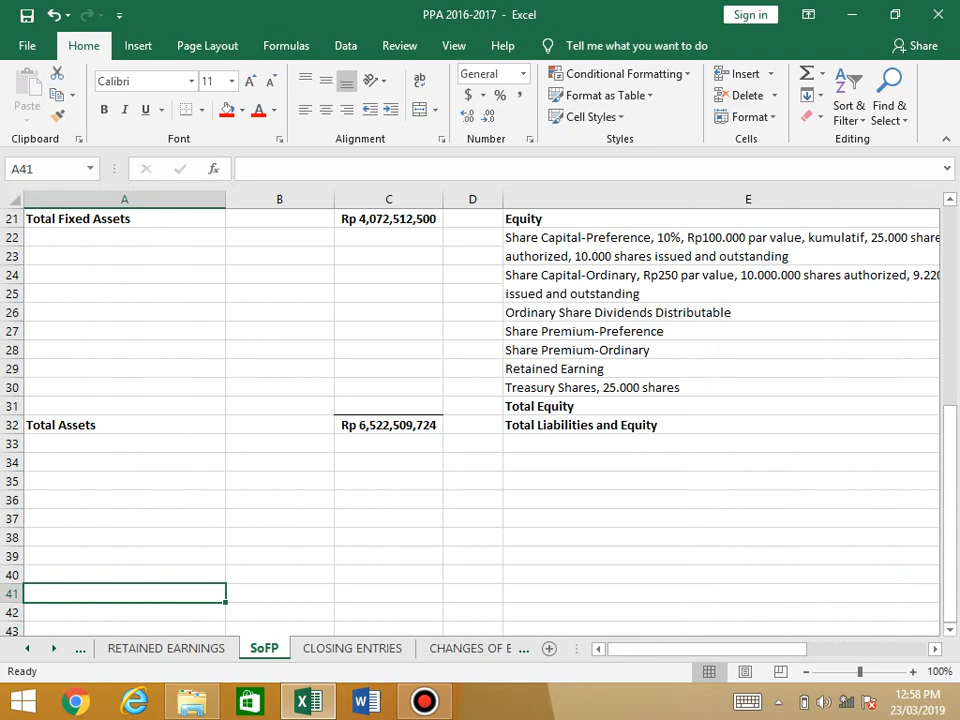 PPA 2016-2017 - Excel
Sign in
File Home Insert Page Layout Formulas Data Review View Help Tell me what you want to do Share
Paste
Calibri 11
B I U
General
$ % ,
Conditional Formatting
Format as Table
Cell Styles
Insert
Delete
Format
Sort & Filter
Find & Select
Clipboard Font Alignment Number Styles Cells Editing
A41 fx
A B C D E
21 Total Fixed Assets Rp 4,072,512,500 Equity
22 Share Capital-Preference, 10%, Rp100.000 par value, kumulatif, 25.000 share
23 authorized, 10.000 shares issued and outstanding
24 Share Capital-Ordinary, Rp250 par value, 10.000.000 shares authorized, 9.220
25 issued and outstanding
26 Ordinary Share Dividends Distributable
27 Share Premium-Preference
28 Share Premium-Ordinary
29 Retained Earning
30 Treasury Shares, 25.000 shares
31 Total Equity
32 Total Assets Rp 6,522,509,724 Total Liabilities and Equity
33
34
35
36
37
38
39
40
41
42
43
... RETAINED EARNINGS SoFP CLOSING ENTRIES CHANGES OF E ...
Ready 100%
12:58 PM
23/03/2019